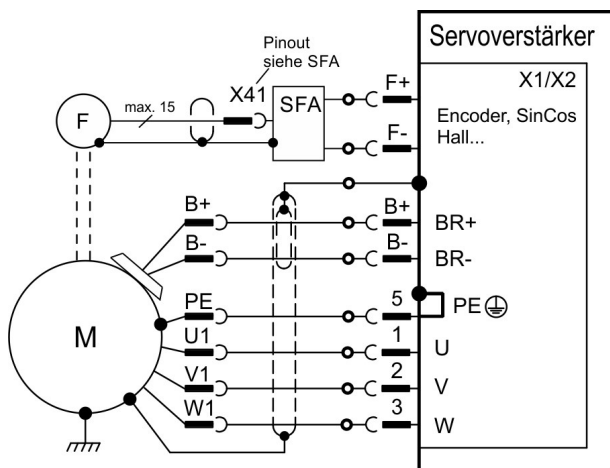 Servoverstärker
Pinout
siehe SFA
X41
max. 15
F
SFA
F+
F-
X1/X2
Encoder, SinCos
Hall...
B+
B+
BR+
B-
B-
BR-
PE
5
PE
M
U1
1
U
V1
2
V
W1
3
W